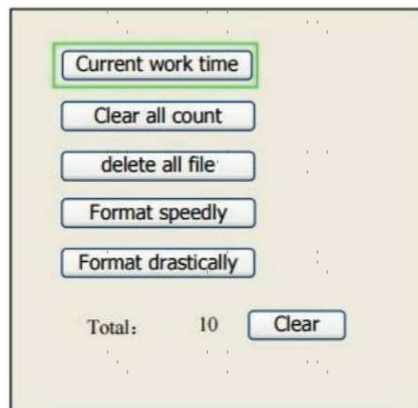 Current work time
Clear all count
delete all file
Format speedly
Format drastically
Total: 10 Clear